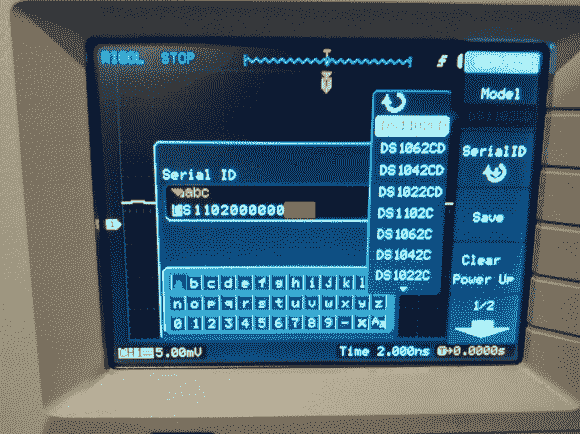 RIGOL STOP
Model
DS1062CD
DS1042CD
DS1022CD
DS1102C
DS1062C
DS1042C
DS1022C
SerialID
Save
Clear
Power Up
1/2
Serial ID
abc
S1102000000
b c d e f g h i j k l
n o p q r s t u v w x y z
0 1 2 3 4 5 6 7 8 9 - x
5.00mV
Time 2.000ns
0.0000s